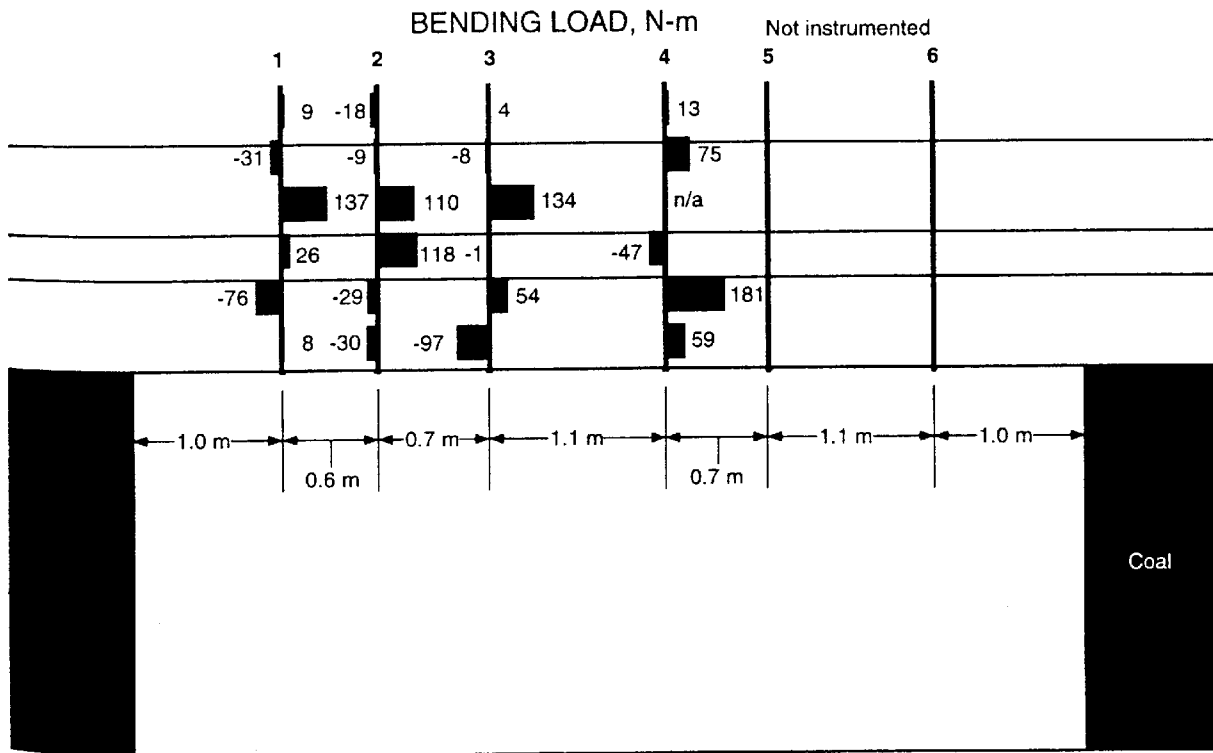 BENDING LOAD, N-m
Not instrumented
1 2 3 4 5 6
9 -18 4 13
-31 -9 -8 75
137 110 134 n/a
26 118 -1 -47
-76 -29 54 181
8 -30 -97 59
1.0 m 0.7 m 1.1 m 1.1 m 1.0 m
0.6 m 0.7 m
Coal